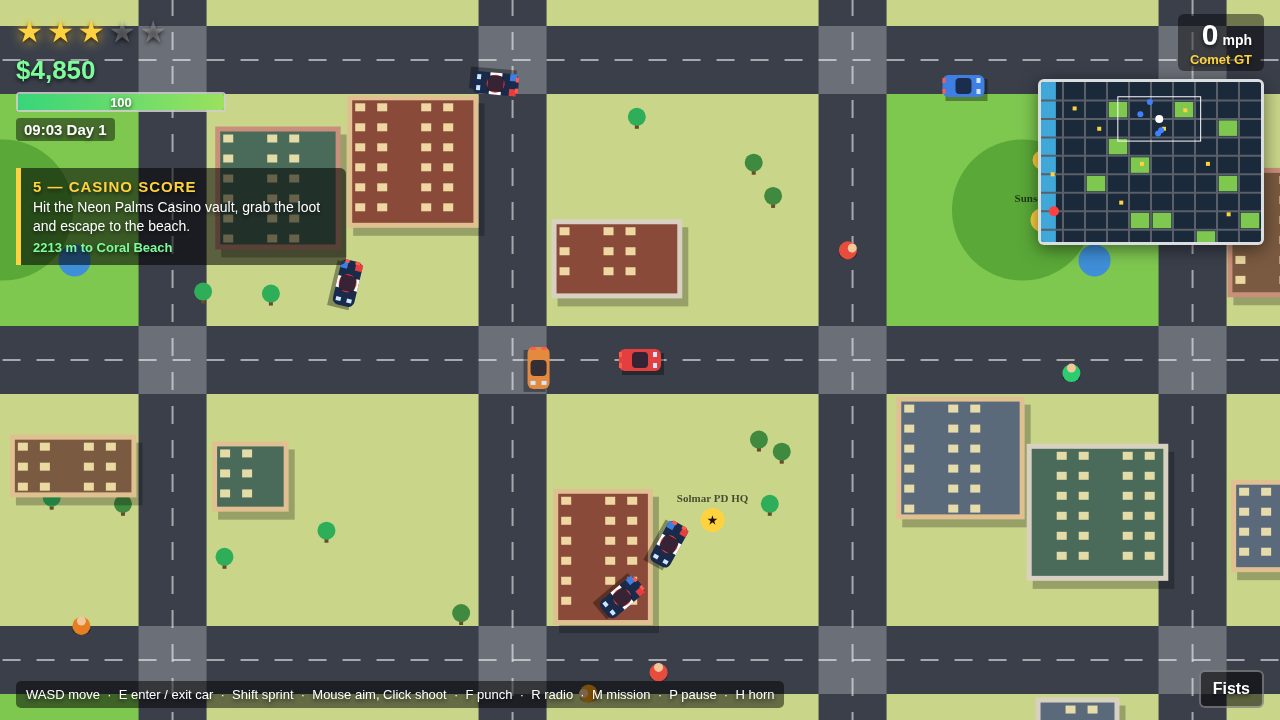 $4,850
100
09:03 Day 1
5 — CASINO SCORE
Hit the Neon Palms Casino vault, grab the loot
and escape to the beach.
2213 m to Coral Beach
0 mph
Comet GT
Suns
Solmar PD HQ
WASD move · E enter / exit car · Shift sprint · Mouse aim, Click shoot · F punch · R radio · M mission · P pause · H horn
Fists